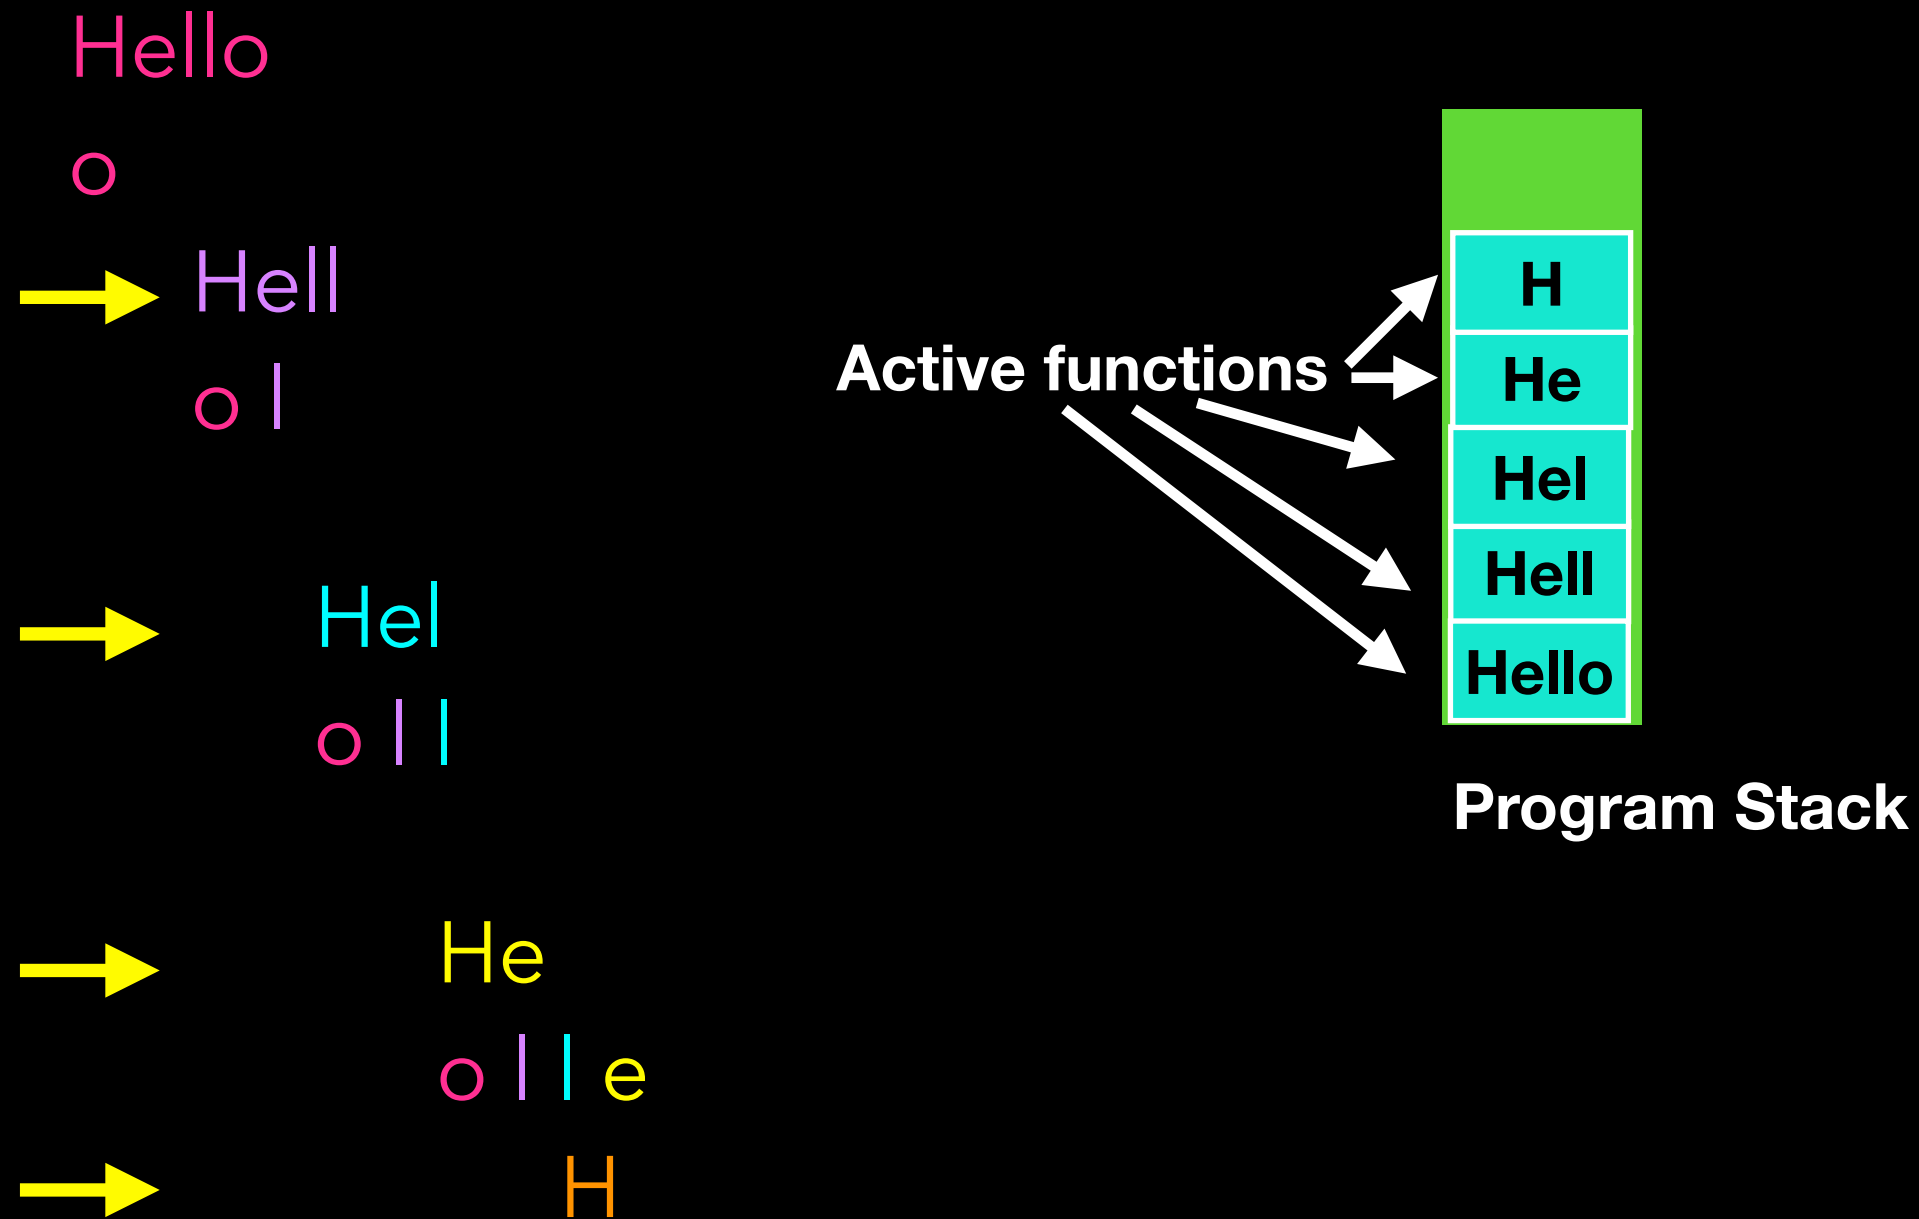 Hello
o
Hell
o l
Hel
o l l
He
o l l e
H
Active functions
H
He
Hel
Hell
Hello
Program Stack